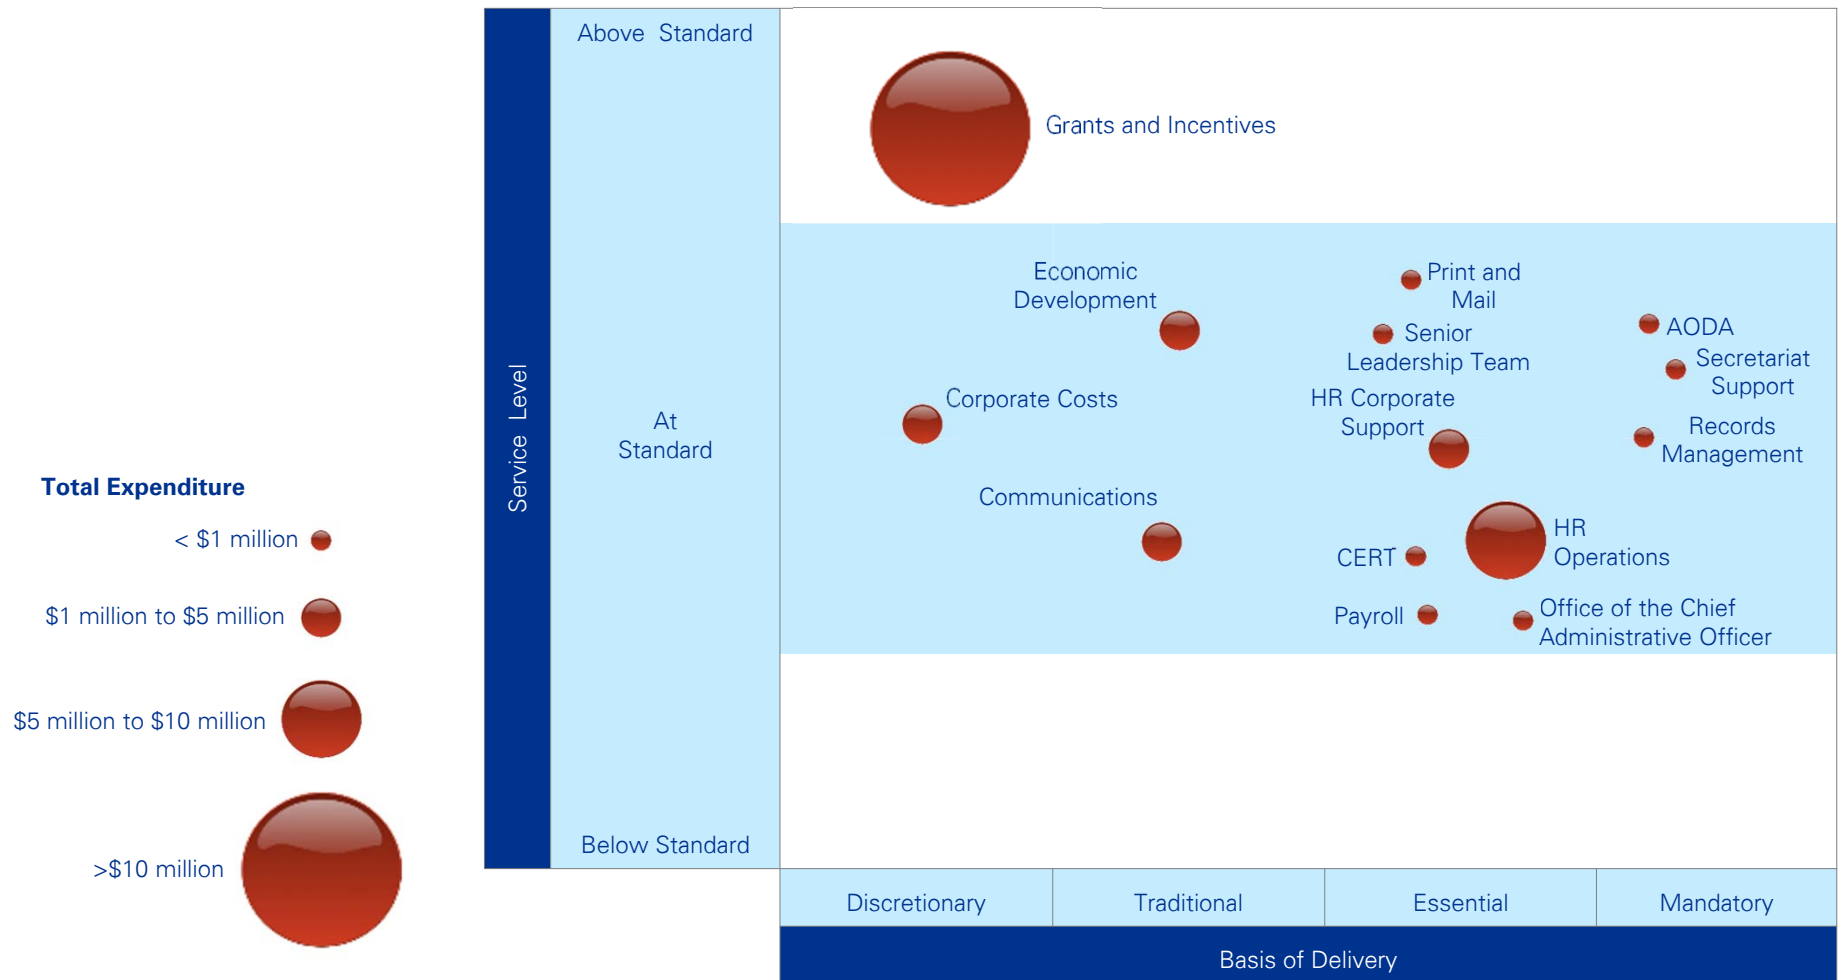 Above Standard
Grants and Incentives
Economic
Development
Print and
Mail
Senior
Leadership Team
AODA
Secretariat
Support
Corporate Costs
HR Corporate
Support
Records
Management
Service Level
At
Standard
Communications
HR
Operations
CERT
Payroll
Office of the Chief
Administrative Officer
Below Standard
Total Expenditure
< $1 million
$1 million to $5 million
$5 million to $10 million
>$10 million
Discretionary
Traditional
Essential
Mandatory
Basis of Delivery